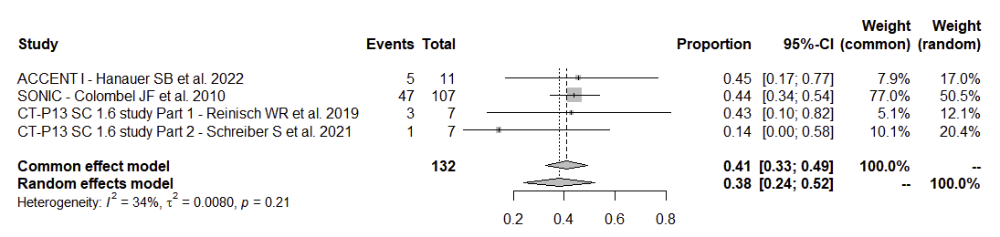 Weight Weight
Study Events Total Proportion 95%-CI (common) (random)
ACCENT I - Hanauer SB et al. 2022 5 11 0.45 [0.17; 0.77] 7.9% 17.0%
SONIC - Colombel JF et al. 2010 47 107 0.44 [0.34; 0.54] 77.0% 50.5%
CT-P13 SC 1.6 study Part 1 - Reinisch WR et al. 2019 3 7 0.43 [0.10; 0.82] 5.1% 12.1%
CT-P13 SC 1.6 study Part 2 - Schreiber S et al. 2021 1 7 0.14 [0.00; 0.58] 10.1% 20.4%
Common effect model 132 0.41 [0.33; 0.49] 100.0% --
Random effects model 0.38 [0.24; 0.52] -- 100.0%
Heterogeneity: I² = 34%, τ² = 0.0080, p = 0.21
0.2 0.4 0.6 0.8